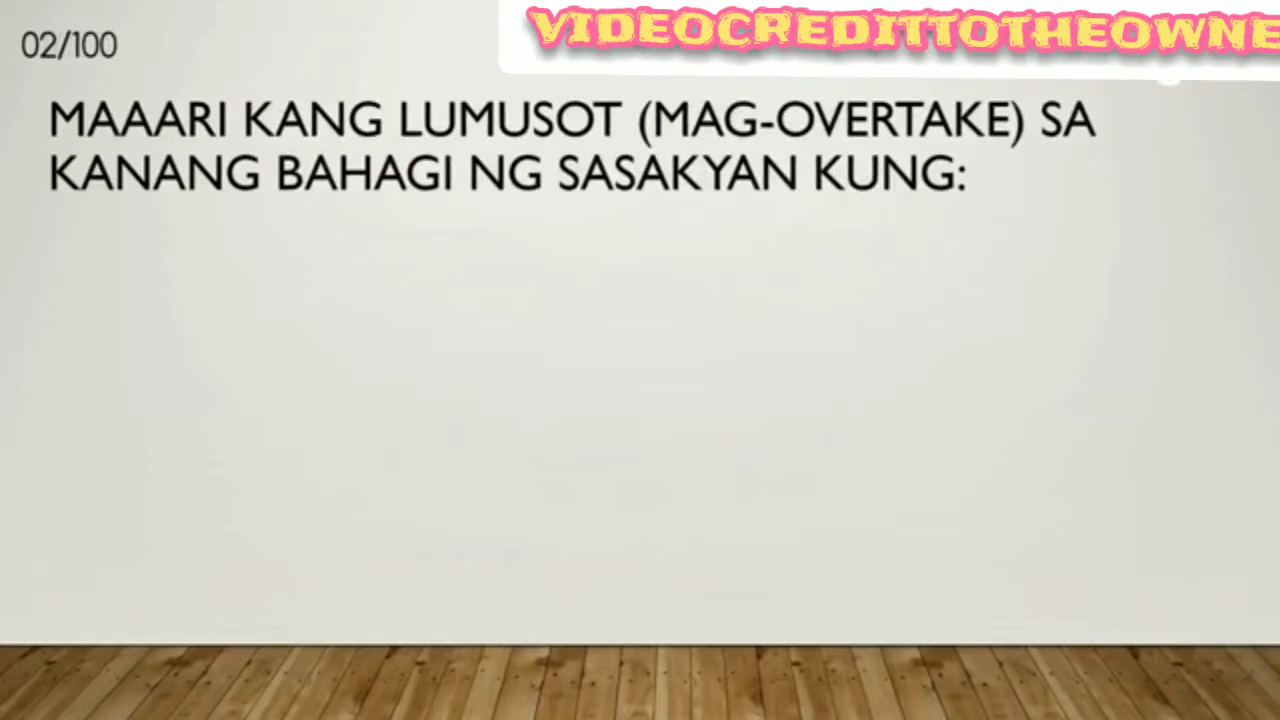 02/100
VIDEOCREDITTOTHEOWNE
MAAARI KANG LUMUSOT (MAG-OVERTAKE) SA
KANANG BAHAGI NG SASAKYAN KUNG: